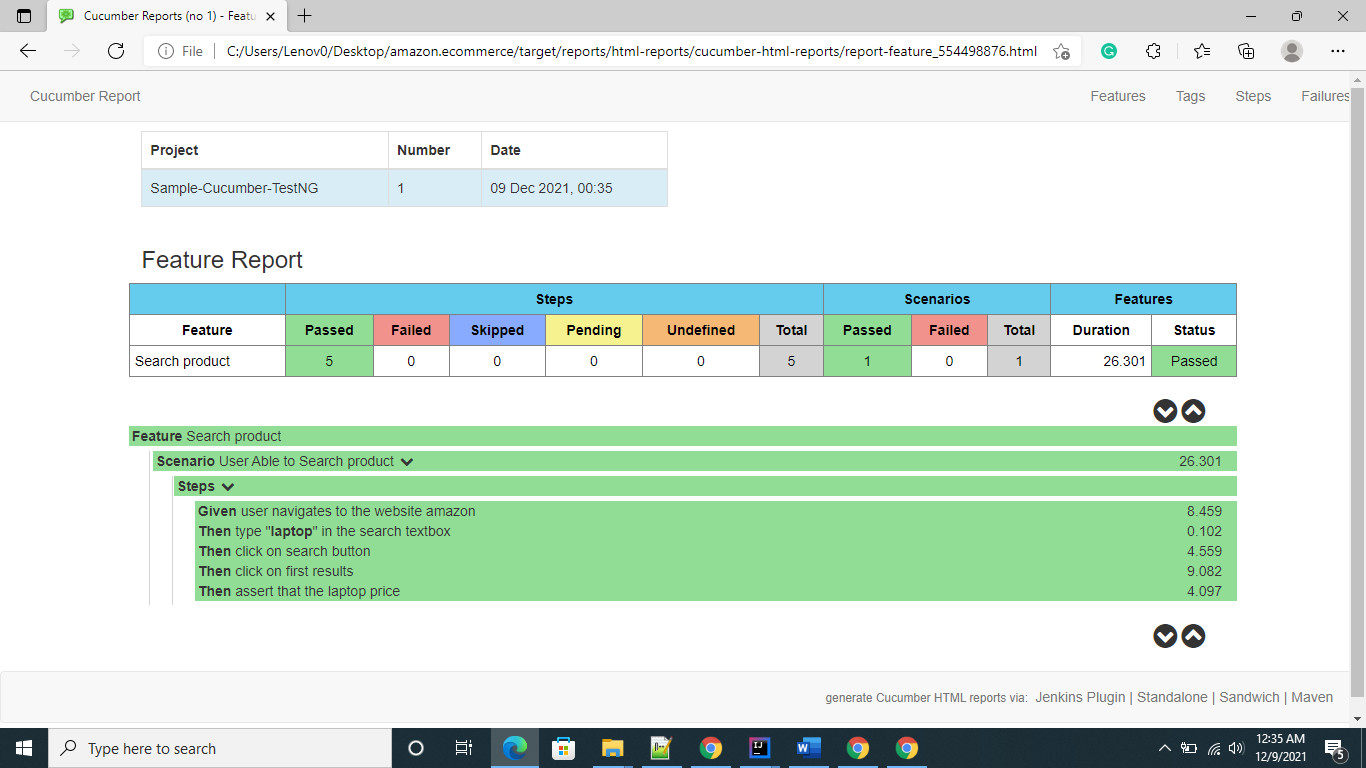 Cucumber Reports (no 1) - Featu
File C:/Users/Lenov0/Desktop/amazon.ecommerce/target/reports/html-reports/cucumber-html-reports/report-feature_554498876.html
Cucumber Report Features Tags Steps Failures
Project Number Date
Sample-Cucumber-TestNG 1 09 Dec 2021, 00:35
Feature Report
Steps Scenarios Features
Feature Passed Failed Skipped Pending Undefined Total Passed Failed Total Duration Status
Search product 5 0 0 0 0 5 1 0 1 26.301 Passed
Feature Search product
Scenario User Able to Search product 26.301
Steps
Given user navigates to the website amazon 8.459
Then type "laptop" in the search textbox 0.102
Then click on search button 4.559
Then click on first results 9.082
Then assert that the laptop price 4.097
generate Cucumber HTML reports via: Jenkins Plugin | Standalone | Sandwich | Maven
Type here to search 12:35 AM
12/9/2021 5